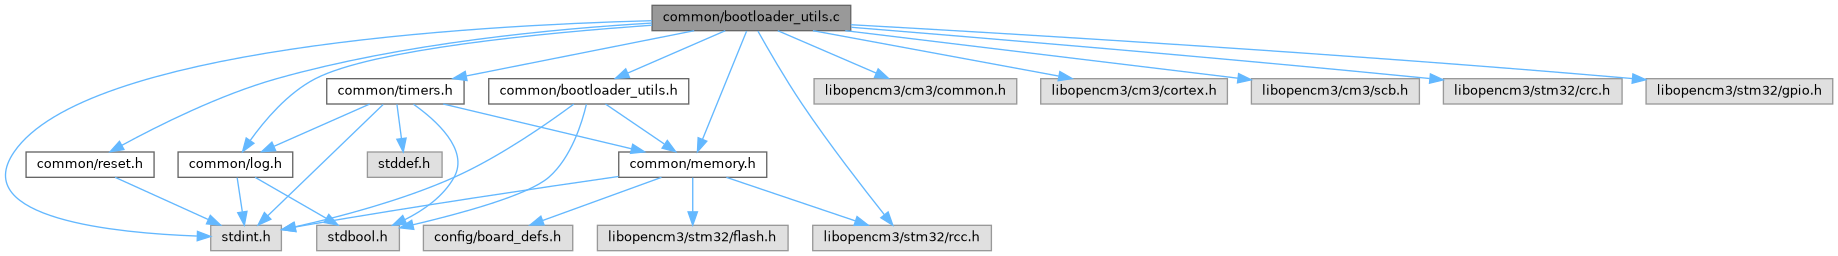 common/bootloader_utils.c
common/timers.h
common/bootloader_utils.h
libopencm3/cm3/common.h
libopencm3/cm3/cortex.h
libopencm3/cm3/scb.h
libopencm3/stm32/crc.h
libopencm3/stm32/gpio.h
common/reset.h
common/log.h
stddef.h
common/memory.h
stdint.h
stdbool.h
config/board_defs.h
libopencm3/stm32/flash.h
libopencm3/stm32/rcc.h